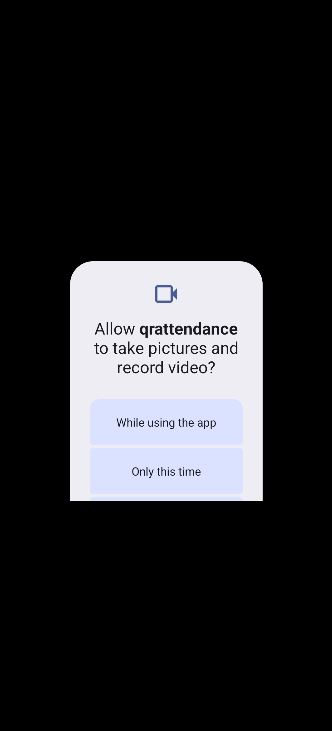 Allow qrattendance
to take pictures and
record video?
While using the app
Only this time